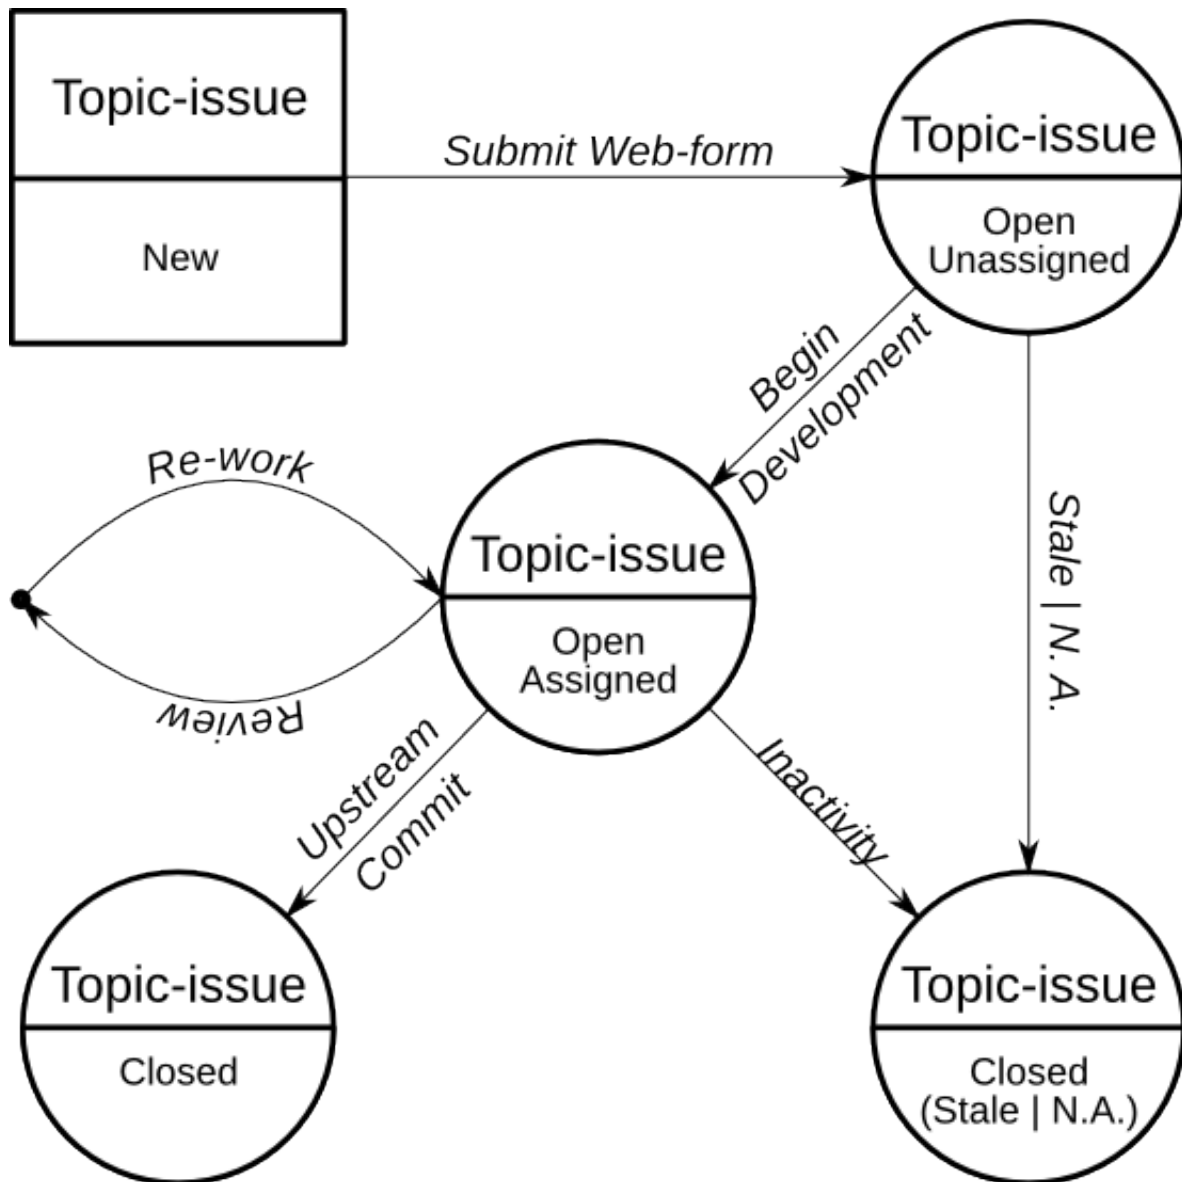 Topic-issue
New
Submit Web-form
Topic-issue
Open
Unassigned
Begin
Development
Stale | N. A.
Re-work
Review
Topic-issue
Open
Assigned
Upstream
Commit
Inactivity
Topic-issue
Closed
Topic-issue
Closed
(Stale | N.A.)